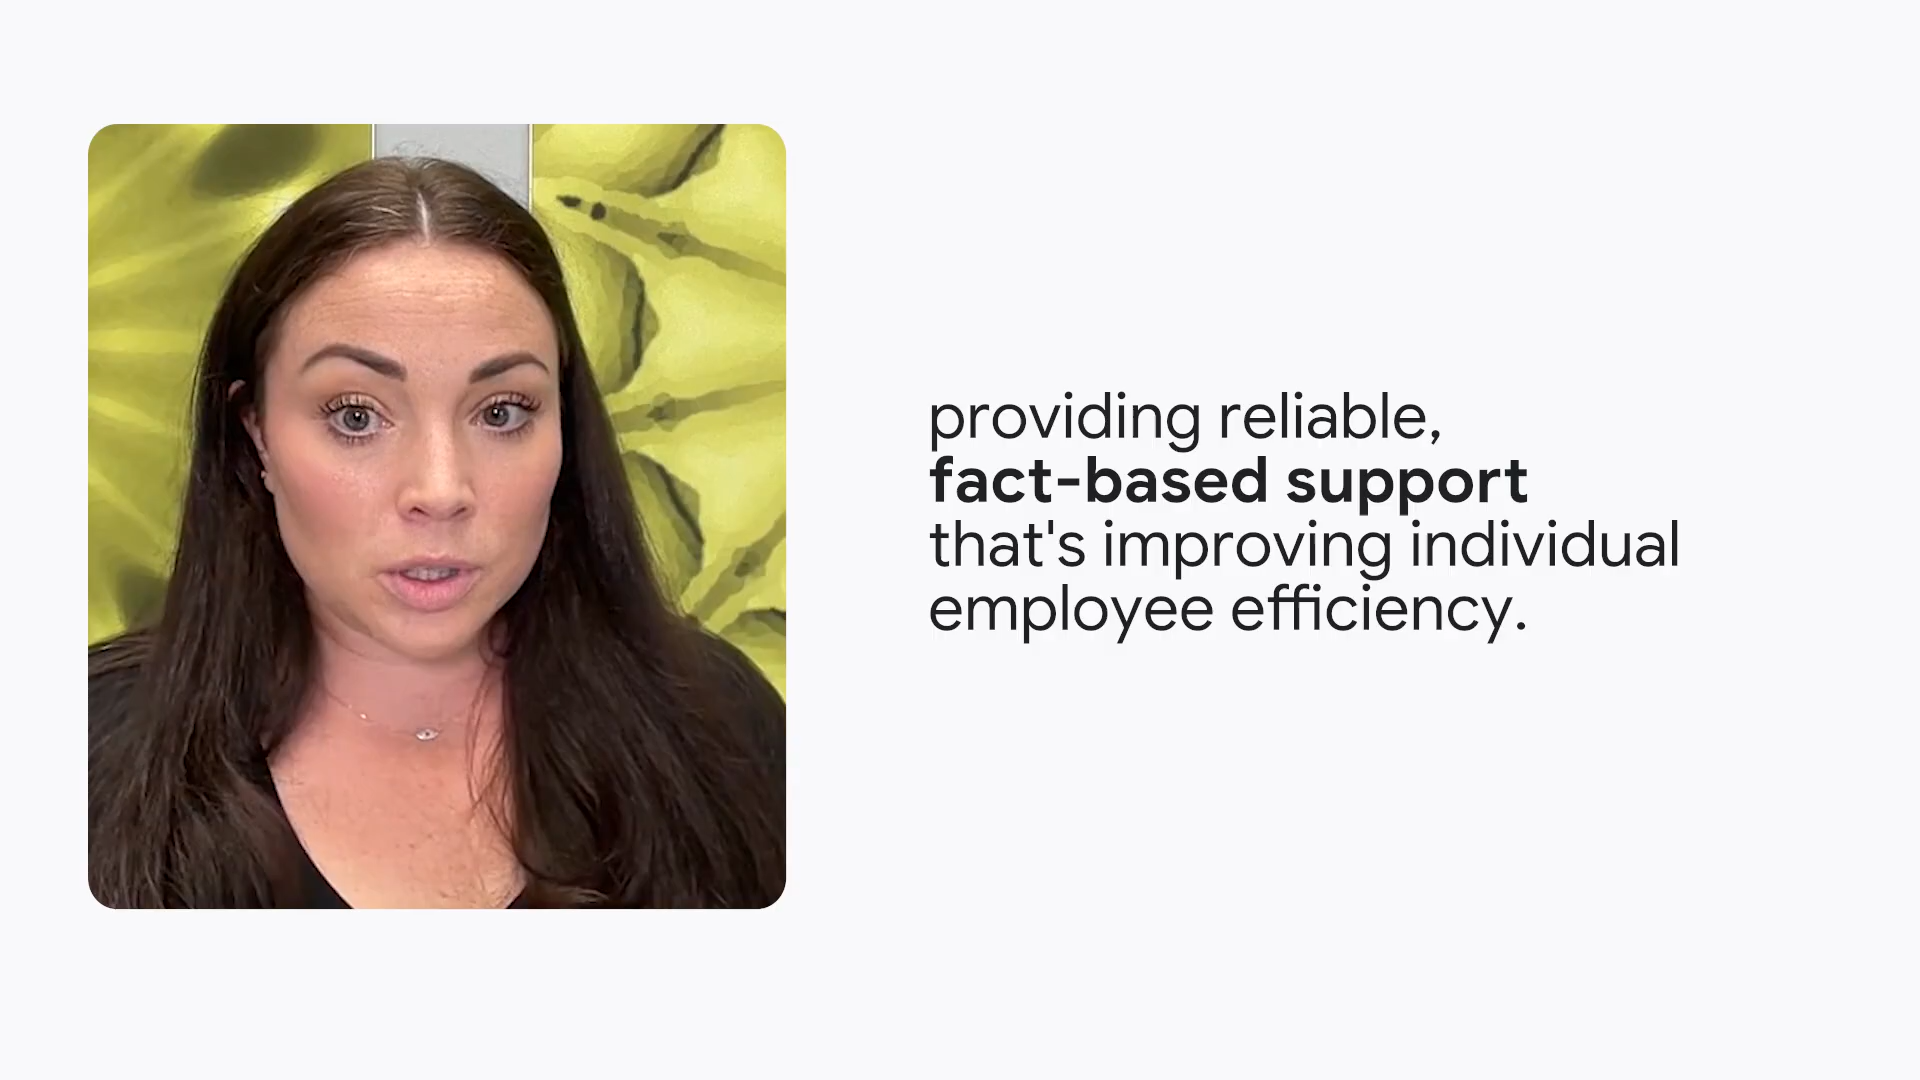 providing reliable,
fact-based support
that's improving individual
employee efficiency.